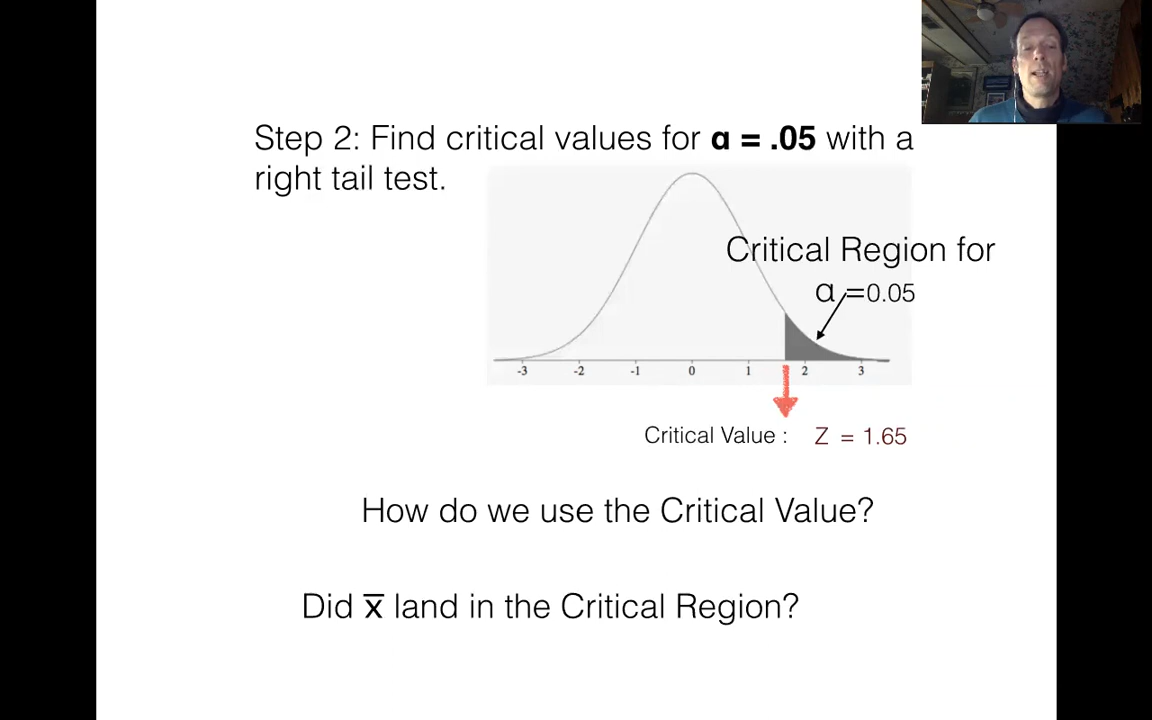 Step 2: Find critical values for α = .05 with a
right tail test.
Critical Region for
α =0.05
-3 -2 -1 0 1 2 3
Critical Value : Z = 1.65
How do we use the Critical Value?
Did x̅ land in the Critical Region?